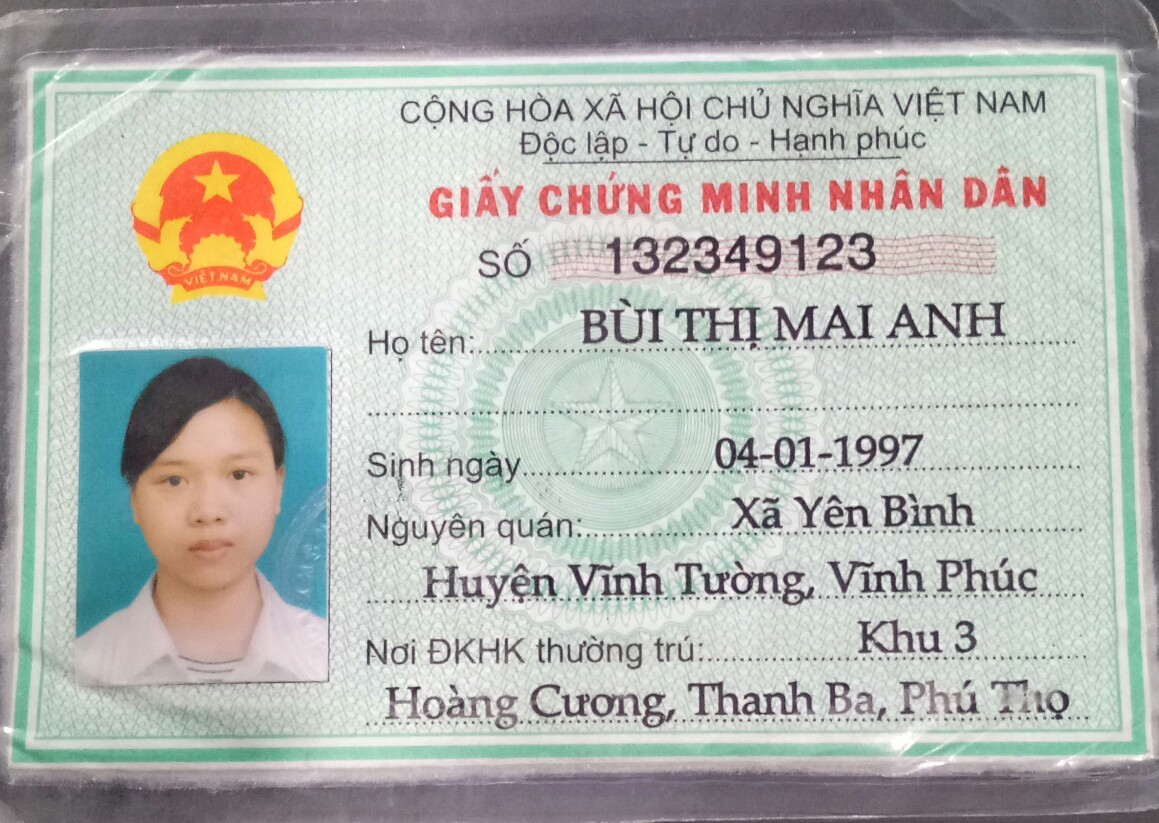 CỘNG HÒA XÃ HỘI CHỦ NGHĨA VIỆT NAM
Độc lập - Tự do - Hạnh phúc
GIẤY CHỨNG MINH NHÂN DÂN
SỐ 132349123
VIỆT NAM
Họ tên: BÙI THỊ MAI ANH
Sinh ngày 04-01-1997
Nguyên quán: Xã Yên Bình
Huyện Vĩnh Tường, Vĩnh Phúc
Nơi ĐKHK thường trú: Khu 3
Hoàng Cương, Thanh Ba, Phú Thọ